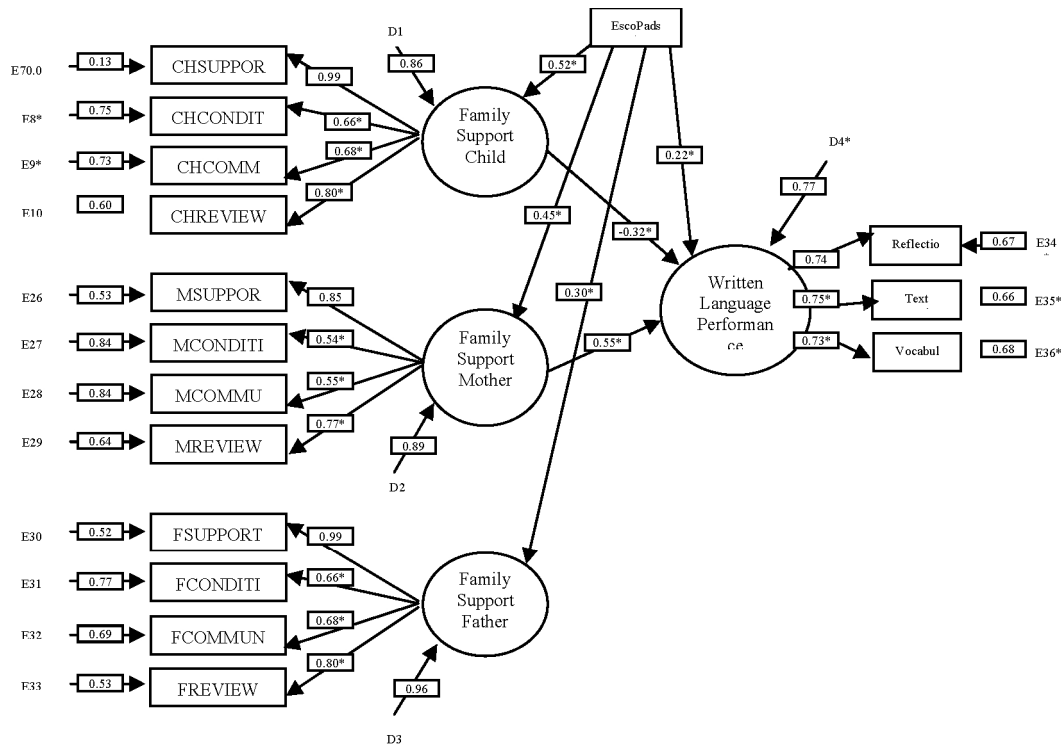 EscoPads
D1
E70.0 0.13 CHSUPPOR 0.99 0.86 0.52*
E8* 0.75 CHCONDIT 0.66*
E9* 0.73 CHCOMM 0.68*
E10 0.60 CHREVIEW 0.80*
Family
Support
Child
0.22*
D4*
0.77
0.45*
-0.32*
0.30*
E26 0.53 MSUPPOR 0.85
E27 0.84 MCONDITI 0.54*
E28 0.84 MCOMMU 0.55*
E29 0.64 MREVIEW 0.77*
Family
Support
Mother
0.55*
0.89
D2
Written
Language
Performan
ce
0.74 Reflectio 0.67 E34
*
0.75* Text 0.66 E35*
0.73* Vocabul 0.68 E36*
E30 0.52 FSUPPORT 0.99
E31 0.77 FCONDITI 0.66*
E32 0.69 FCOMMUN 0.68*
E33 0.53 FREVIEW 0.80*
Family
Support
Father
0.96
D3